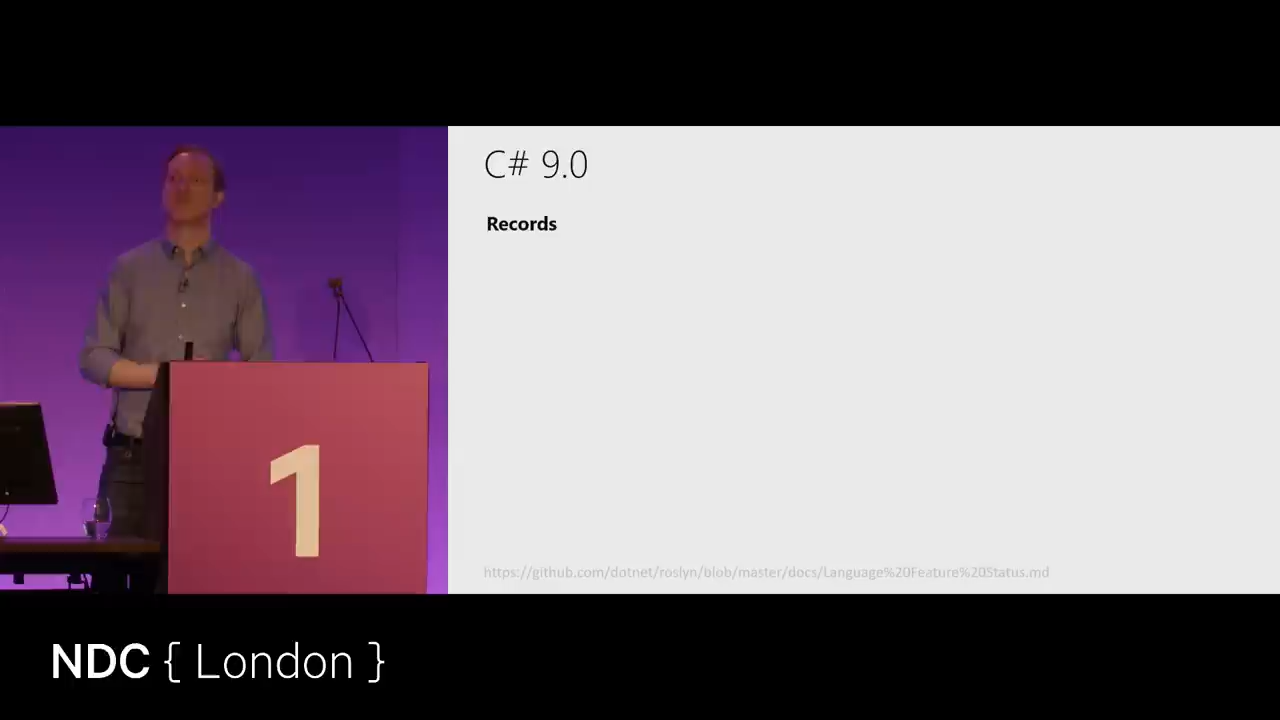 C# 9.0
Records
https://github.com/dotnet/roslyn/blob/master/docs/Language%20Feature%20Status.md
1
NDC { London }